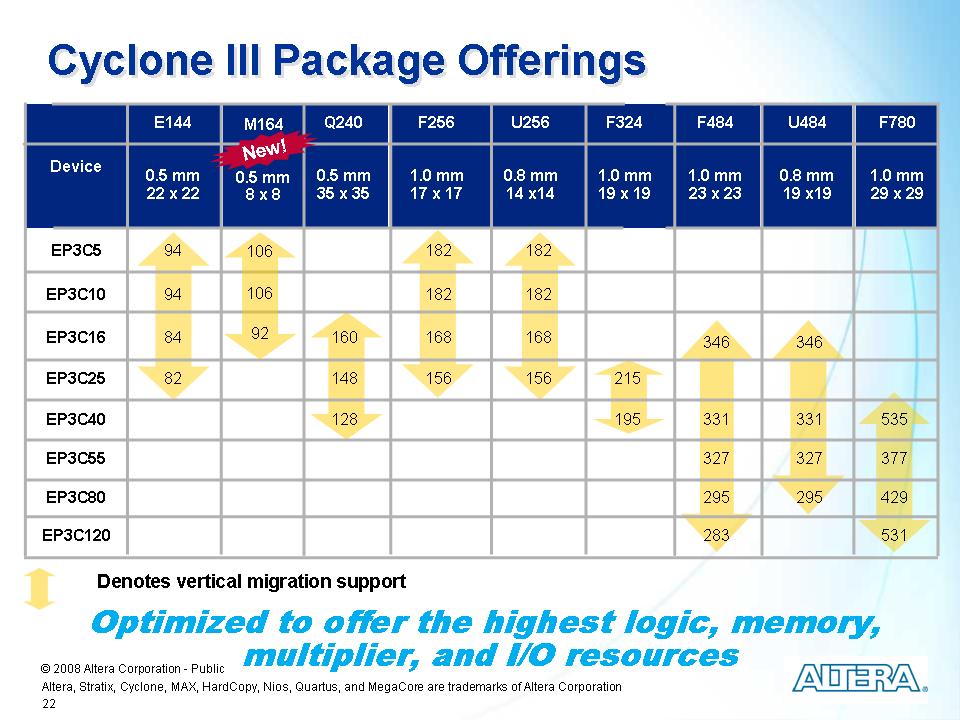 Cyclone III Package Offerings
E144 M164 Q240 F256 U256 F324 F484 U484 F780
New!
Device
0.5 mm 0.5 mm 0.5 mm 1.0 mm 0.8 mm 1.0 mm 1.0 mm 0.8 mm 1.0 mm
22 x 22 8 x 8 35 x 35 17 x 17 14 x14 19 x 19 23 x 23 19 x19 29 x 29
EP3C5 94 106 182 182
EP3C10 94 106 182 182
EP3C16 84 92 160 168 168 346 346
EP3C25 82 148 156 156 215
EP3C40 128 195 331 331 535
EP3C55 327 327 377
EP3C80 295 295 429
EP3C120 283 531
Denotes vertical migration support
Optimized to offer the highest logic, memory,
multiplier, and I/O resources
© 2008 Altera Corporation - Public
Altera, Stratix, Cyclone, MAX, HardCopy, Nios, Quartus, and MegaCore are trademarks of Altera Corporation
22
ALTERA®